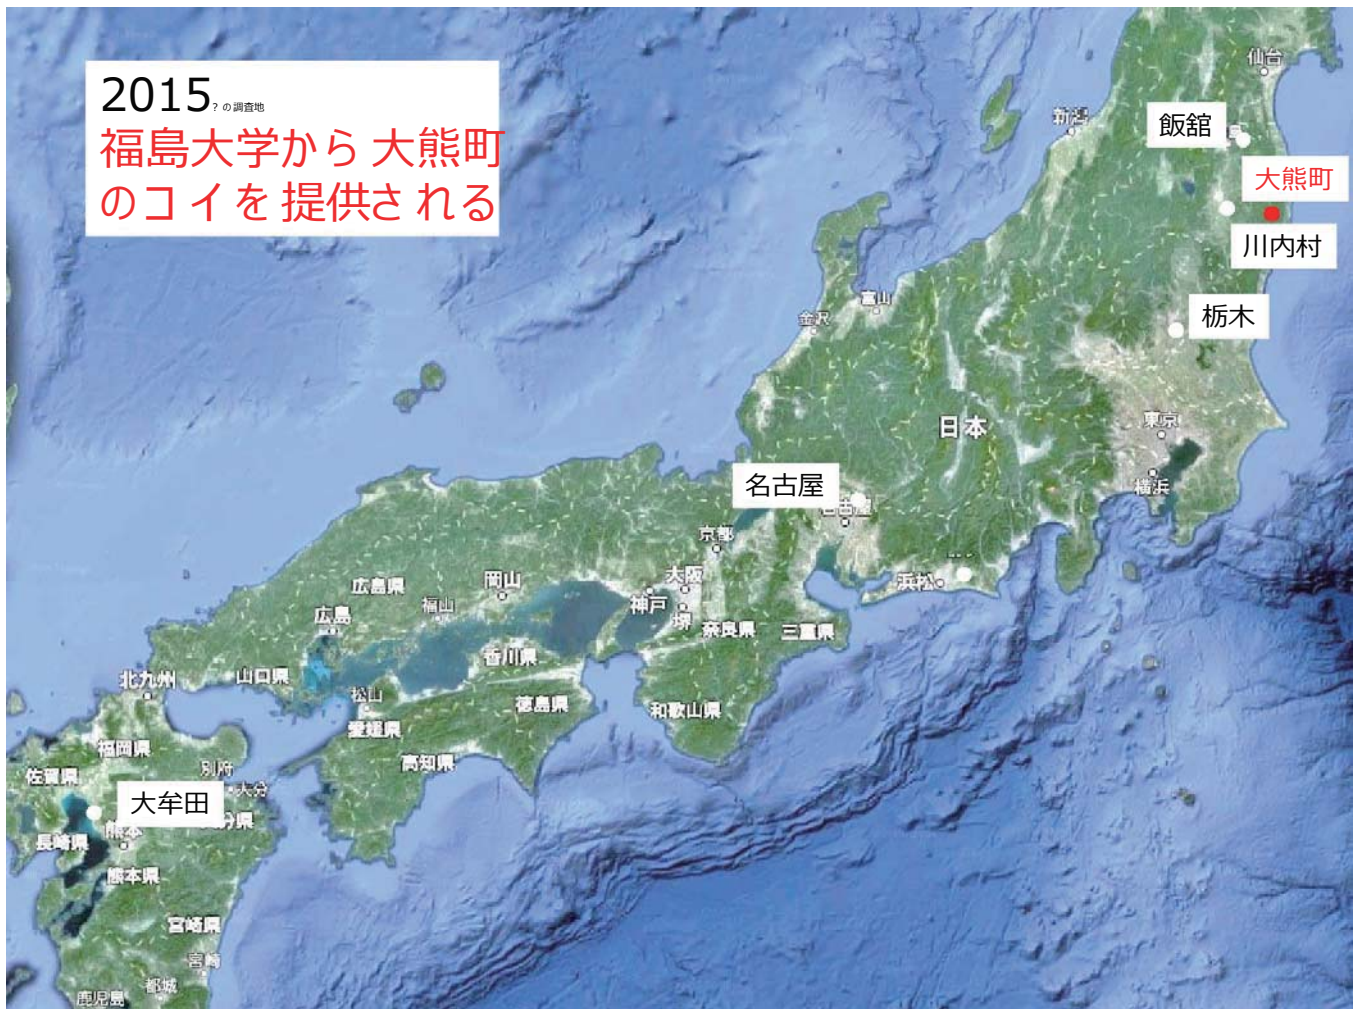 2015?の調査地
福島大学から 大熊町
のコイを 提供される
仙台
新潟
飯舘
大熊町
川内村
富山
金沢
栃木
日本
東京
横浜
名古屋
名古屋
京都
浜松
大阪
神戸
堺
奈良県
三重県
広島県
岡山
福山
広島
香川県
北九州
山口県
松山
徳島県
和歌山県
愛媛県
高知県
福岡県
別府
佐賀県
大分
大牟田
長崎県
熊本
熊本県
宮崎県
宮崎
都城
鹿児島